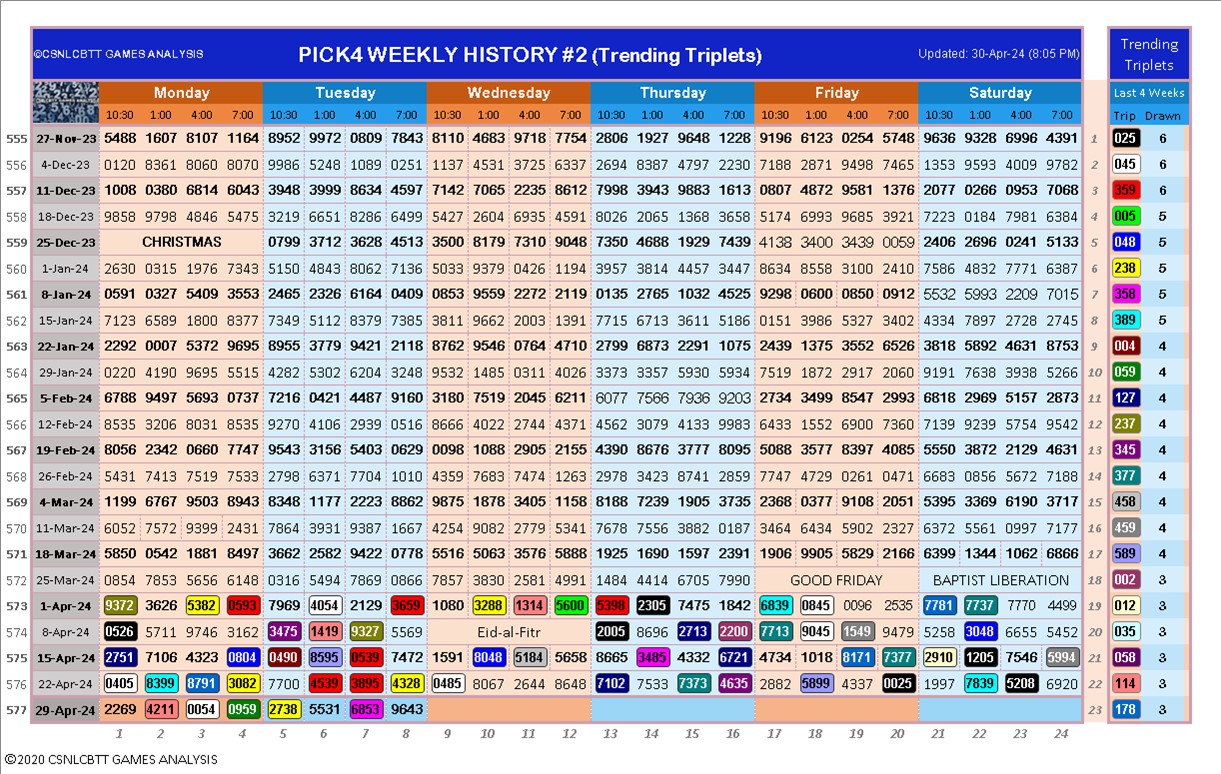 ©CSNLCBTT GAMES ANALYSIS PICK4 WEEKLY HISTORY #2 (Trending Triplets) Updated: 30-Apr-24 (8:05 PM) Trending
Triplets
Monday Tuesday Wednesday Thursday Friday Saturday Last 4 Weeks
10:30 1:00 4:00 7:00 10:30 1:00 4:00 7:00 10:30 1:00 4:00 7:00 10:30 1:00 4:00 7:00 10:30 1:00 4:00 7:00 10:30 1:00 4:00 7:00 Trip Drawn
555 27-Nov-23 5488 1607 8107 1164 8952 9972 0809 7843 8110 4683 9718 7754 2806 1927 9648 1228 9196 6123 0254 5748 9636 9328 6996 4391 1 025 6
556 4-Dec-23 0120 8361 8060 8070 9986 5248 1089 0251 1137 4531 3725 6337 2694 8387 4797 2230 7188 2871 9498 7465 1353 9593 4009 9782 2 045 6
557 11-Dec-23 1008 0380 6814 6043 3948 3999 8634 4597 7142 7065 2235 8612 7998 3943 9883 1613 0807 4872 9581 1376 2077 0266 0953 7068 3 359 6
558 18-Dec-23 9858 9798 4846 5475 3219 6651 8286 6499 5427 2604 6935 4591 8026 2065 1368 3658 5174 6993 9685 3921 7223 0184 7981 6384 4 005 5
559 25-Dec-23 CHRISTMAS 0799 3712 3628 4513 3500 8179 7310 9048 7350 4688 1929 7439 4138 3400 3439 0059 2406 2696 0241 5133 5 048 5
560 1-Jan-24 2630 0315 1976 7343 5150 4843 8062 7136 5033 9379 0426 1194 3957 3814 4457 3447 8634 8558 3100 2410 7586 4832 7771 6387 6 238 5
561 8-Jan-24 0591 0327 5409 3553 2465 2326 6164 0409 6853 9559 2272 2119 0135 2765 1032 4525 9298 0600 0850 0912 5532 5993 2209 7015 7 358 5
562 15-Jan-24 7123 6589 1800 8377 7349 5112 8379 7385 3811 9662 2003 1391 7715 6713 3611 5186 0151 3986 5327 3402 4334 7897 2728 2745 8 389 5
563 22-Jan-24 2292 0007 5372 9695 8955 3779 9421 2118 8762 9546 0764 4710 2799 6873 2291 1075 2439 1375 3552 6526 3818 5892 4631 8753 9 004 4
564 29-Jan-24 0220 4190 9695 5515 4282 5302 6204 3248 9532 1485 0311 4026 3373 3357 5930 5934 7519 1872 2917 2060 9191 7638 3938 5266 10 059 4
565 5-Feb-24 6788 9497 5693 0737 7216 0421 4487 9160 3180 7519 2045 6211 6077 7566 7936 9203 2734 3499 8547 2993 6818 2969 5157 2873 11 127 4
566 12-Feb-24 8535 3206 8031 8535 9270 4106 2939 0516 8666 4022 2744 4371 4562 3079 4133 9983 6433 1552 6900 7360 7139 9239 5754 9542 12 237 4
567 19-Feb-24 8056 2342 0660 7747 9543 3156 5403 0629 0098 1088 2905 2155 4390 8676 3777 8095 5088 3577 8397 4085 5550 3872 2129 4631 13 345 4
568 26-Feb-24 5431 7413 7519 7533 2798 6371 7704 1010 4359 7683 7474 1263 2978 3423 8741 2859 7747 4729 0261 0471 6683 0856 5672 7188 14 377 4
569 4-Mar-24 1199 6767 9503 8943 8348 1177 2223 8862 9875 1878 3405 1158 8188 7239 1905 3735 2368 0377 9108 2051 5395 3369 6190 3717 15 458 4
570 11-Mar-24 6052 7572 9399 2431 7864 3931 9387 1667 4254 9082 2779 5341 7678 7556 3882 0187 3464 6434 5902 2327 6372 5561 0997 7177 16 459 4
571 18-Mar-24 5850 0542 1881 8497 3662 2582 9422 0778 5516 5063 3576 5888 1925 1690 1597 2391 1906 9905 5829 2166 6399 1344 1062 6866 17 589 4
572 25-Mar-24 0854 7853 5656 6148 0316 5494 7869 0866 7857 3830 2581 4991 1484 4414 6705 7990 GOOD FRIDAY BAPTIST LIBERATION 18 002 3
573 1-Apr-24 9372 3626 5382 0593 7969 4054 2129 3659 1080 3288 1314 5600 5398 2305 7475 1842 6839 0845 0096 2535 7781 7737 7770 4499 19 012 3
574 8-Apr-24 0526 5711 9746 3162 3475 1419 9327 5569 Eid-al-Fitr 2005 8696 2713 2200 7713 9045 1549 9479 5258 3048 6655 5452 20 035 3
575 15-Apr-24 2751 7106 4323 0804 0490 8595 0539 7472 1591 8048 5184 5658 8665 3485 4332 6721 4734 1018 8171 7377 2910 1205 7546 5994 21 058 3
576 22-Apr-24 0405 8399 8791 3082 7700 4539 3895 4328 0485 8067 2644 8648 7102 7533 7373 4635 2882 5899 4337 0025 1997 7839 5208 6920 22 114 3
577 29-Apr-24 2269 4211 0054 0959 2738 5531 6853 9643 23 178 3
1 2 3 4 5 6 7 8 9 10 11 12 13 14 15 16 17 18 19 20 21 22 23 24
©2020 CSNLCBTT GAMES ANALYSIS